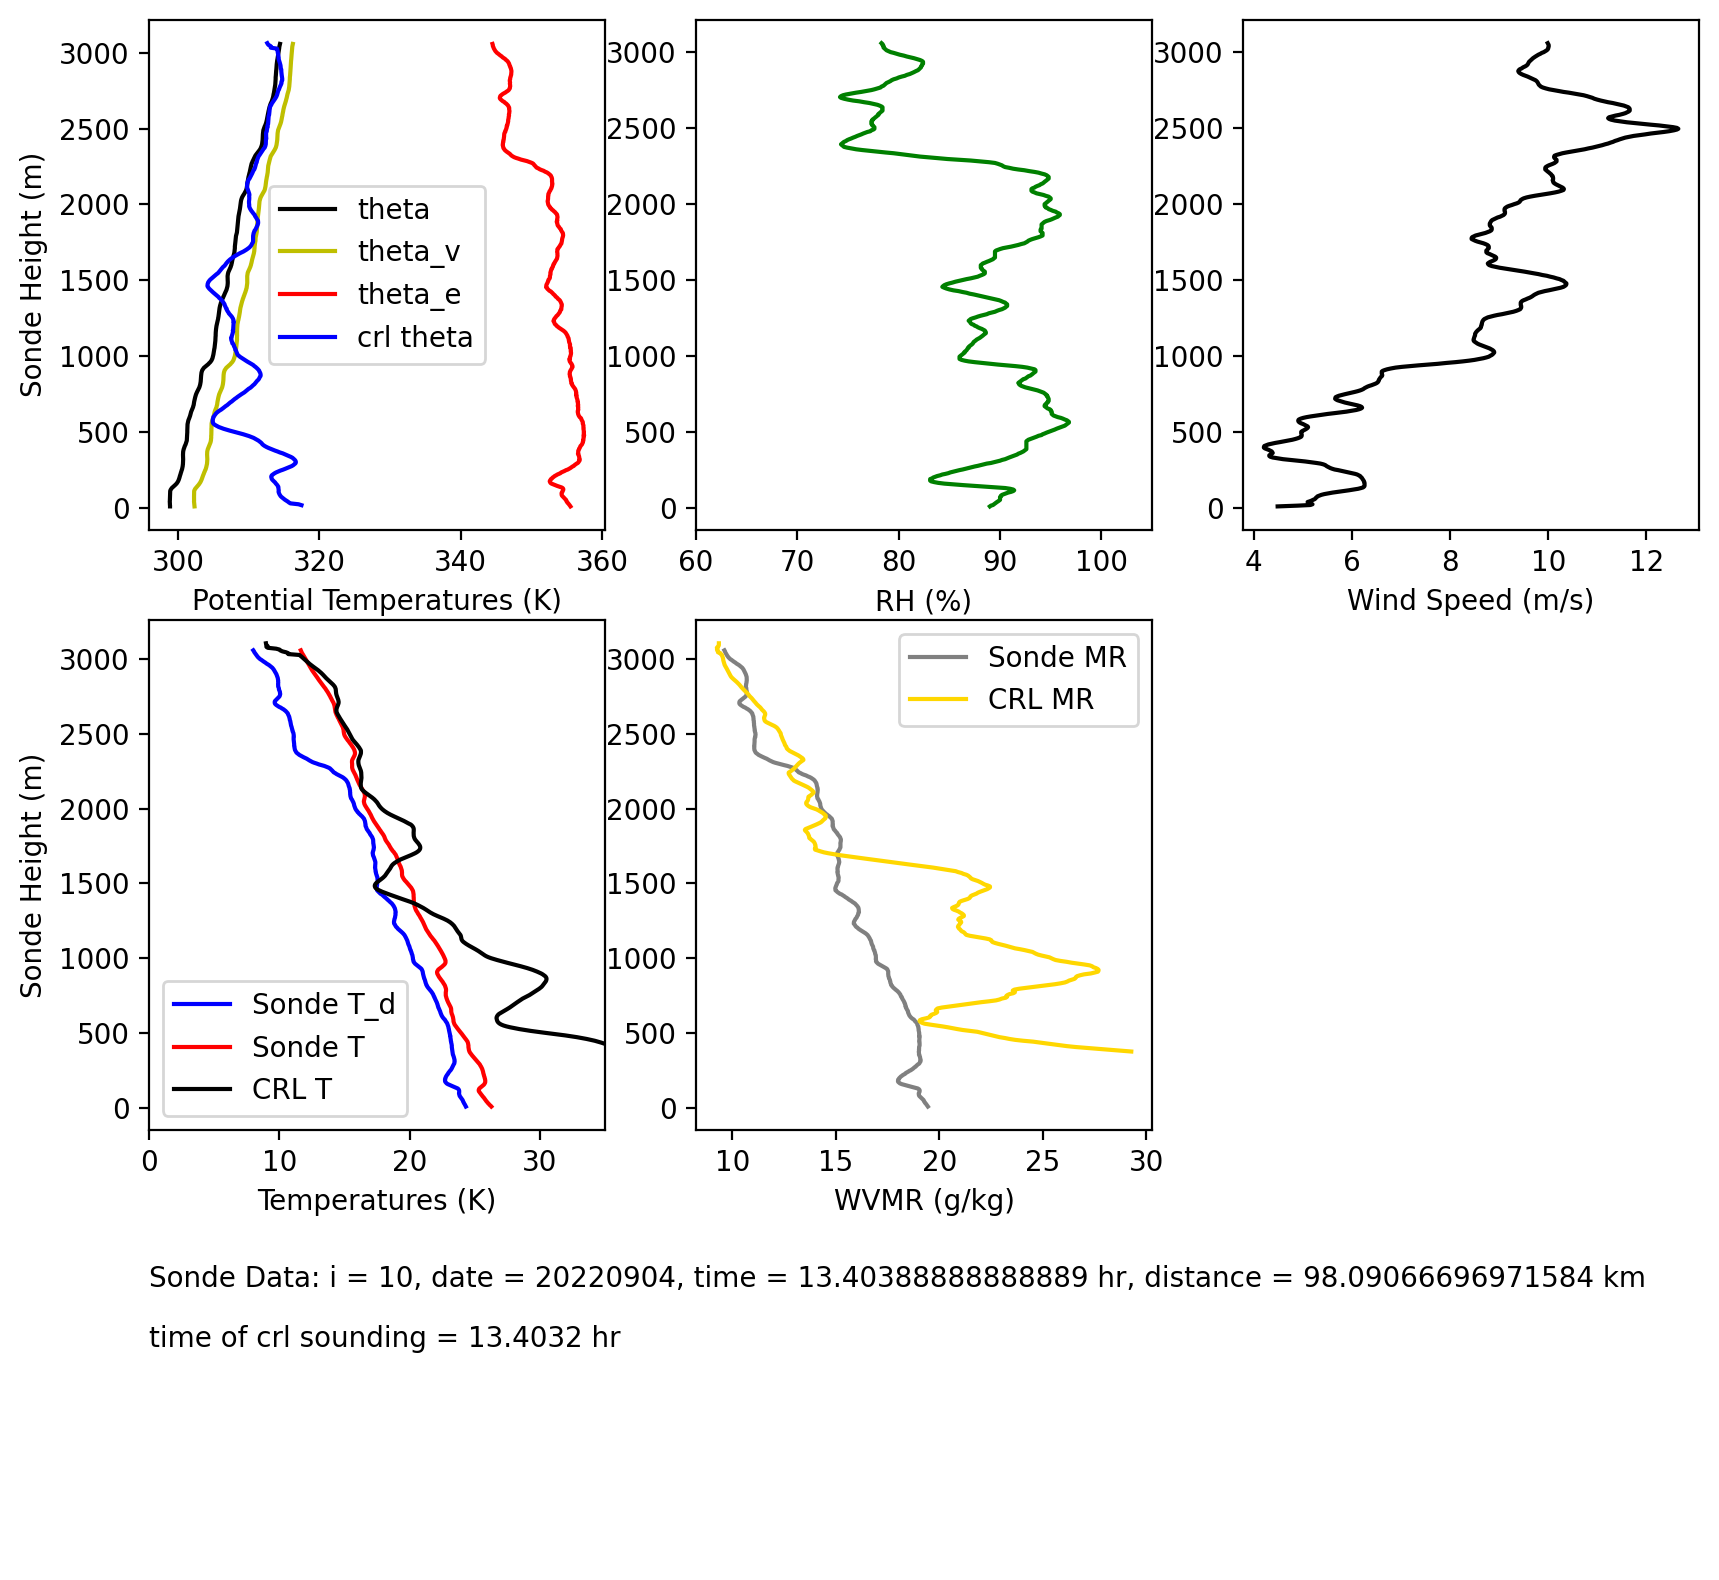 3000
2500
2000
1500
1000
500
0
Sonde Height (m)
theta
theta_v
theta_e
crl theta
300 320 340 360
Potential Temperatures (K)
3000
2500
2000
1500
1000
500
0
60 70 80 90 100
RH (%)
3000
2500
2000
1500
1000
500
0
4 6 8 10 12
Wind Speed (m/s)
3000
2500
2000
1500
1000
500
0
Sonde Height (m)
Sonde T_d
Sonde T
CRL T
0 10 20 30
Temperatures (K)
3000
2500
2000
1500
1000
500
0
Sonde MR
CRL MR
10 15 20 25 30
WVMR (g/kg)
Sonde Data: i = 10, date = 20220904, time = 13.40388888888889 hr, distance = 98.09066696971584 km
time of crl sounding = 13.4032 hr